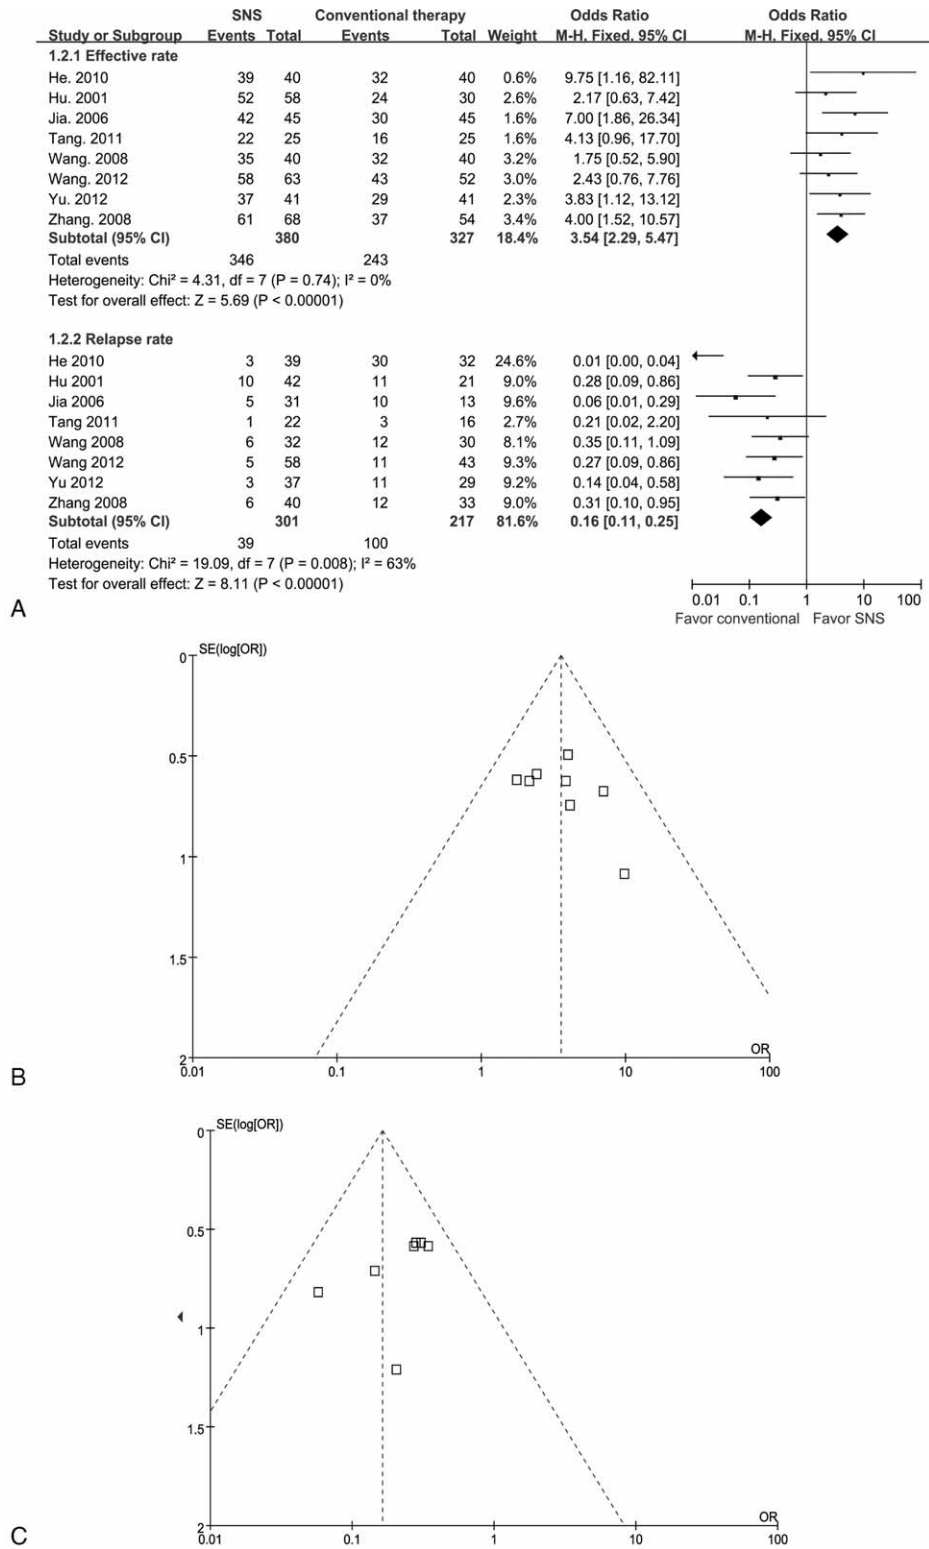 SNS Conventional therapy Odds Ratio Odds Ratio
Study or Subgroup Events Total Events Total Weight M-H, Fixed, 95% CI M-H, Fixed, 95% CI
1.2.1 Effective rate
He. 2010 39 40 32 40 0.6% 9.75 [1.16, 82.11]
Hu. 2001 52 58 24 30 2.6% 2.17 [0.63, 7.42]
Jia. 2006 42 45 30 45 1.6% 7.00 [1.86, 26.34]
Tang. 2011 22 25 16 25 1.6% 4.13 [0.96, 17.70]
Wang. 2008 35 40 32 40 3.2% 1.75 [0.52, 5.90]
Wang. 2012 58 63 43 52 3.0% 2.43 [0.76, 7.76]
Yu. 2012 37 41 29 41 2.3% 3.83 [1.12, 13.12]
Zhang. 2008 61 68 37 54 3.4% 4.00 [1.52, 10.57]
Subtotal (95% CI) 380 327 18.4% 3.54 [2.29, 5.47]
Total events 346 243
Heterogeneity: Chi² = 4.31, df = 7 (P = 0.74); I² = 0%
Test for overall effect: Z = 5.69 (P < 0.00001)
1.2.2 Relapse rate
He 2010 3 39 30 32 24.6% 0.01 [0.00, 0.04]
Hu 2001 10 42 11 21 9.0% 0.28 [0.09, 0.86]
Jia 2006 5 31 10 13 9.6% 0.06 [0.01, 0.29]
Tang 2011 1 22 3 16 2.7% 0.21 [0.02, 2.20]
Wang 2008 6 32 12 30 8.1% 0.35 [0.11, 1.09]
Wang 2012 5 58 11 43 9.3% 0.27 [0.09, 0.86]
Yu 2012 3 37 11 29 9.2% 0.14 [0.04, 0.58]
Zhang 2008 6 40 12 33 9.0% 0.31 [0.10, 0.95]
Subtotal (95% CI) 301 217 81.6% 0.16 [0.11, 0.25]
Total events 39 100
Heterogeneity: Chi² = 19.09, df = 7 (P = 0.008); I² = 63%
Test for overall effect: Z = 8.11 (P < 0.00001)
0.01 0.1 1 10 100
Favor conventional Favor SNS
A
SE(log[OR])
0
0.5
1
1.5
2
OR
0.01 0.1 1 10 100
B
SE(log[OR])
0
0.5
1
1.5
2
OR
0.01 0.1 1 10 100
C